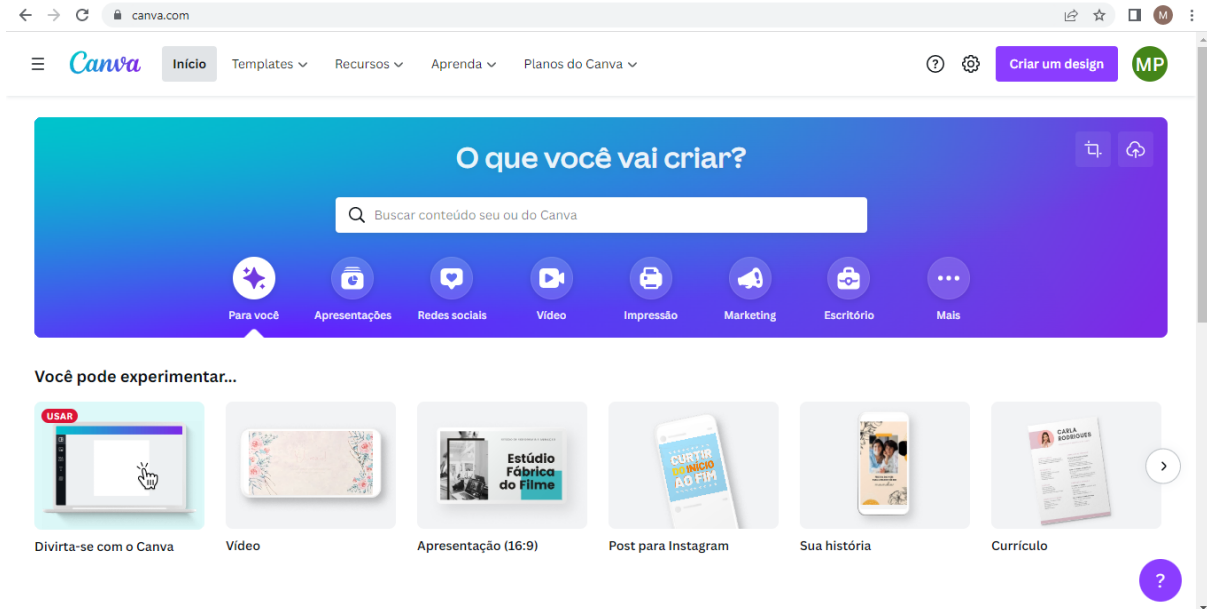 canva.com
M
Canva
Início
Templates
Recursos
Aprenda
Planos do Canva
?
Criar um design
MP
O que você vai criar?
Buscar conteúdo seu ou do Canva
Para você
Apresentações
Redes sociais
Vídeo
Impressão
Marketing
Escritório
Mais
Você pode experimentar...
USAR
Estúdio
Fábrica
do Filme
CURTIR
DO INÍCIO
AO FIM
CARLA
RODRIGUES
Divirta-se com o Canva
Vídeo
Apresentação (16:9)
Post para Instagram
Sua história
Currículo
?